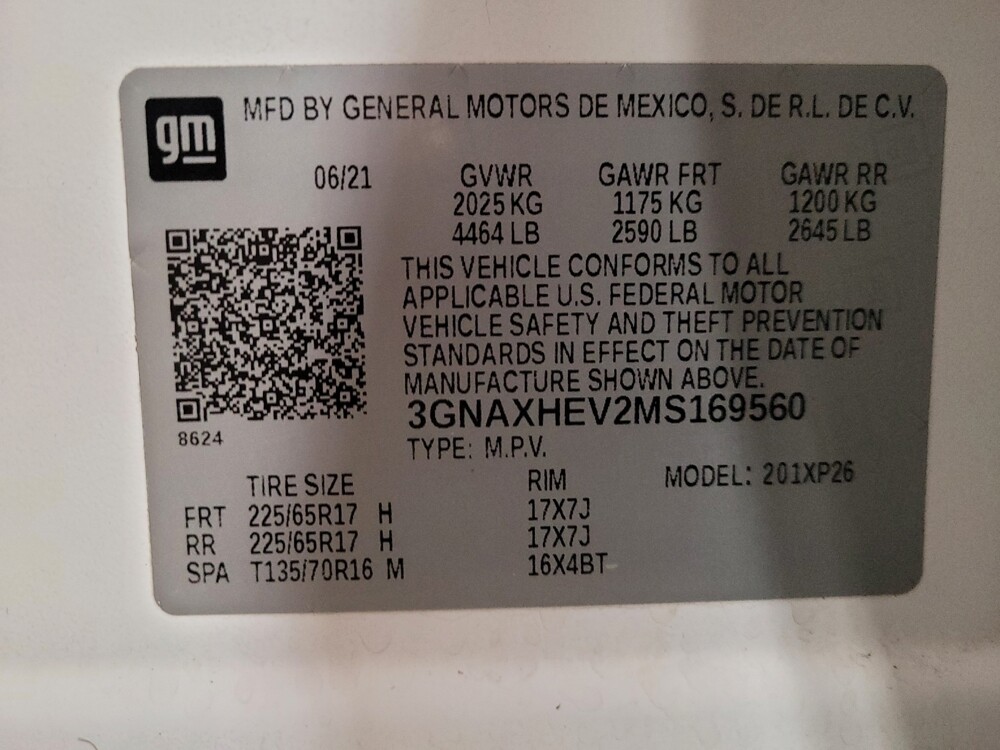 gm
MFD BY GENERAL MOTORS DE MEXICO, S. DE R.L. DE C.V.
06/21 GVWR GAWR FRT GAWR RR
2025 KG 1175 KG 1200 KG
4464 LB 2590 LB 2645 LB
THIS VEHICLE CONFORMS TO ALL
APPLICABLE U.S. FEDERAL MOTOR
VEHICLE SAFETY AND THEFT PREVENTION
STANDARDS IN EFFECT ON THE DATE OF
MANUFACTURE SHOWN ABOVE.
3GNAXHEV2MS169560
8624
TYPE: M.P.V.
TIRE SIZE RIM MODEL: 201XP26
FRT 225/65R17 H 17X7J
RR 225/65R17 H 17X7J
SPA T135/70R16 M 16X4BT